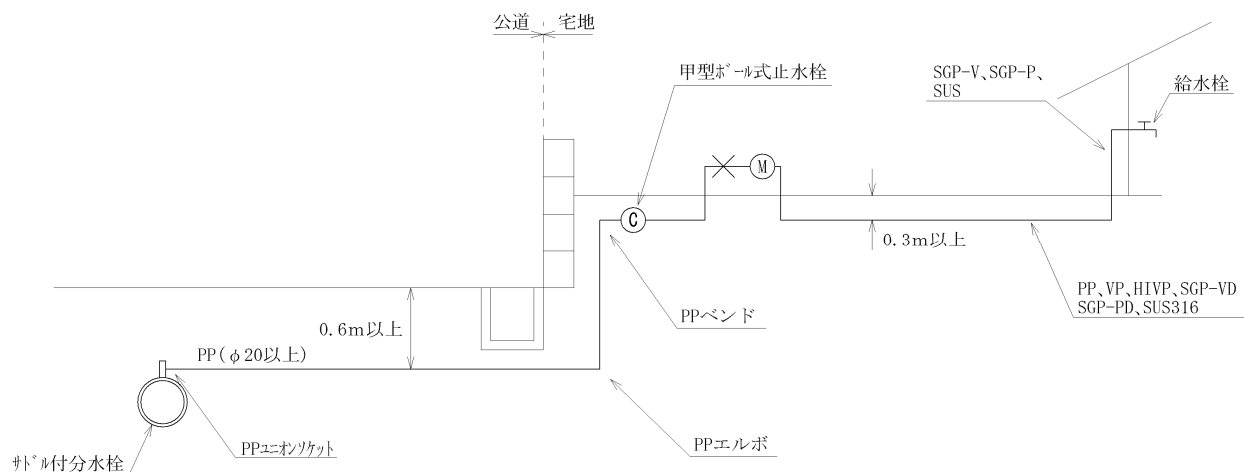 公道 宅地
甲型ﾎﾞｰﾙ式止水栓
SGP-V、SGP-P、
SUS
給水栓
M
C
0.3m以上
PP、VP、HIVP、SGP-VD
SGP-PD、SUS316
PPベンド
0.6m以上
PP(φ20以上)
PPエルボ
PPﾕﾆｵﾝｿｹｯﾄ
ｻﾄﾞﾙ付分水栓